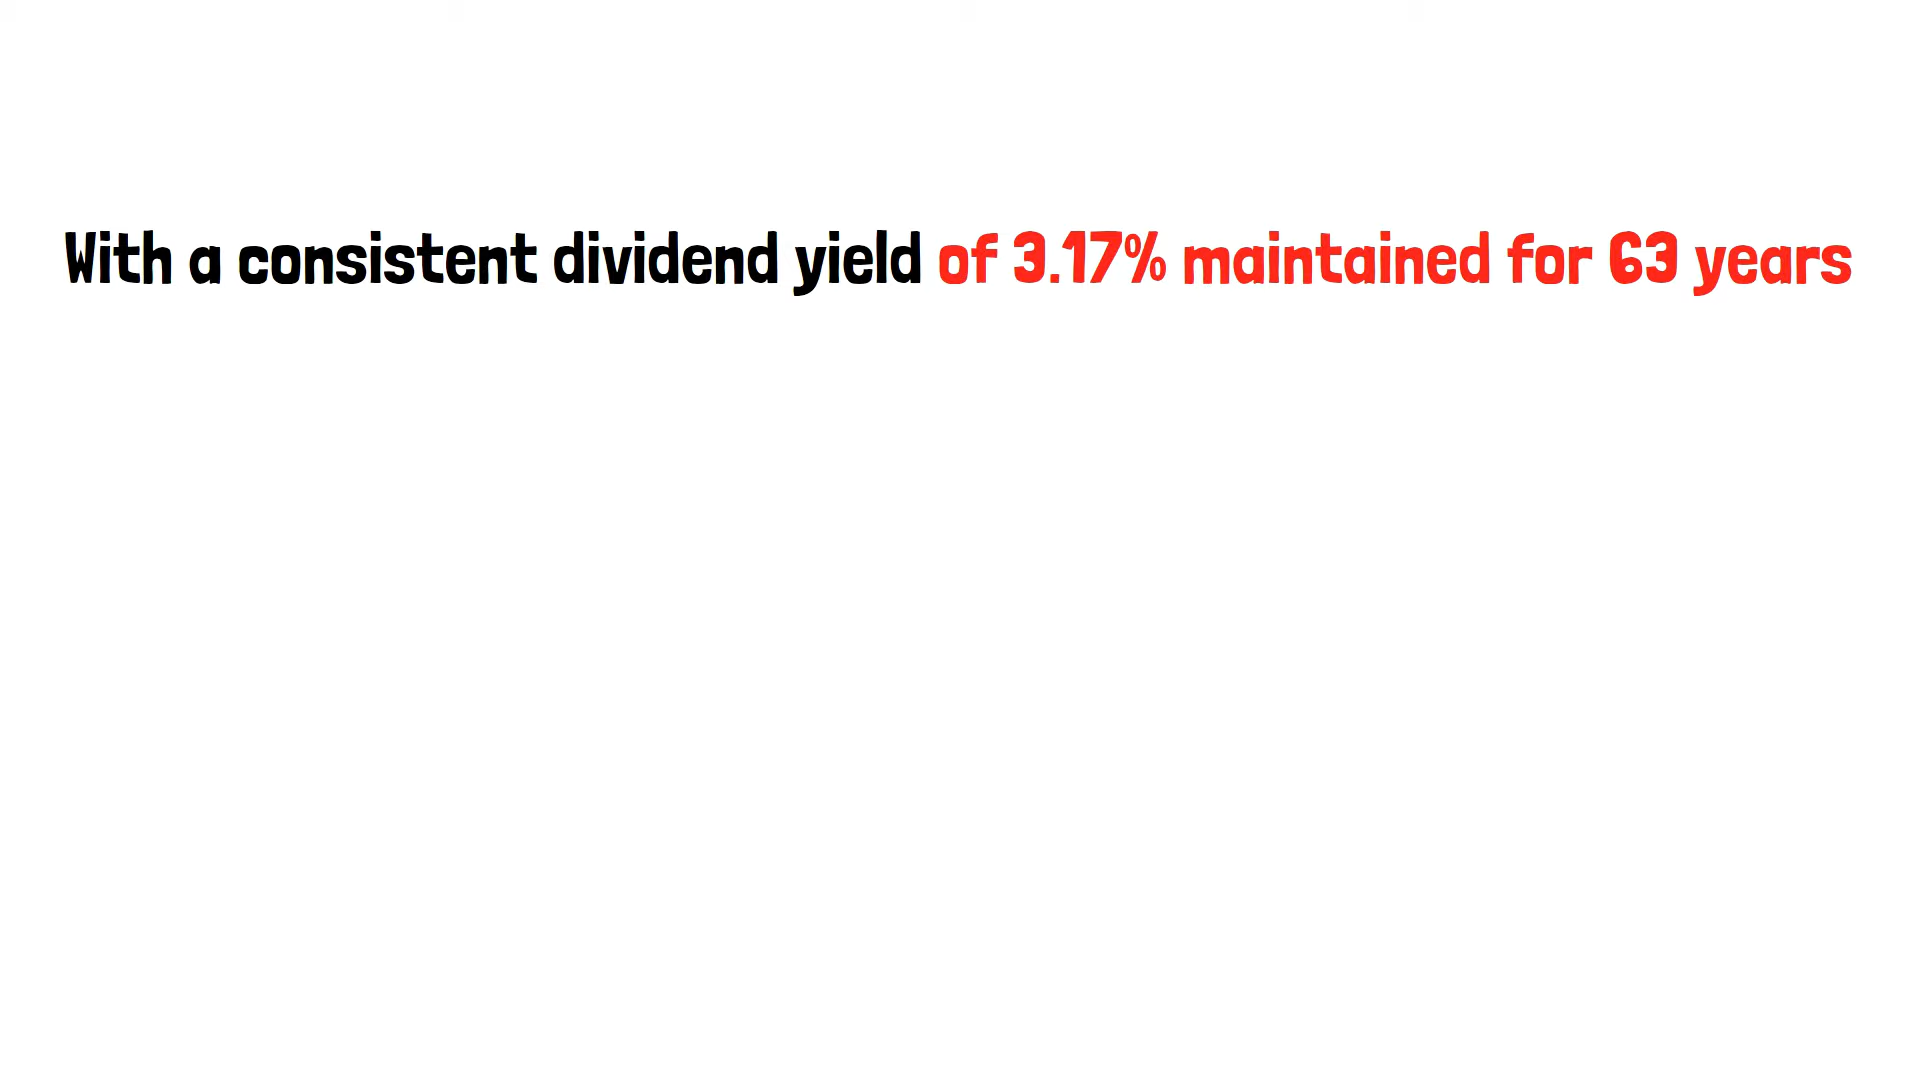 With a consistent dividend yield of 3.17% maintained for 63 years